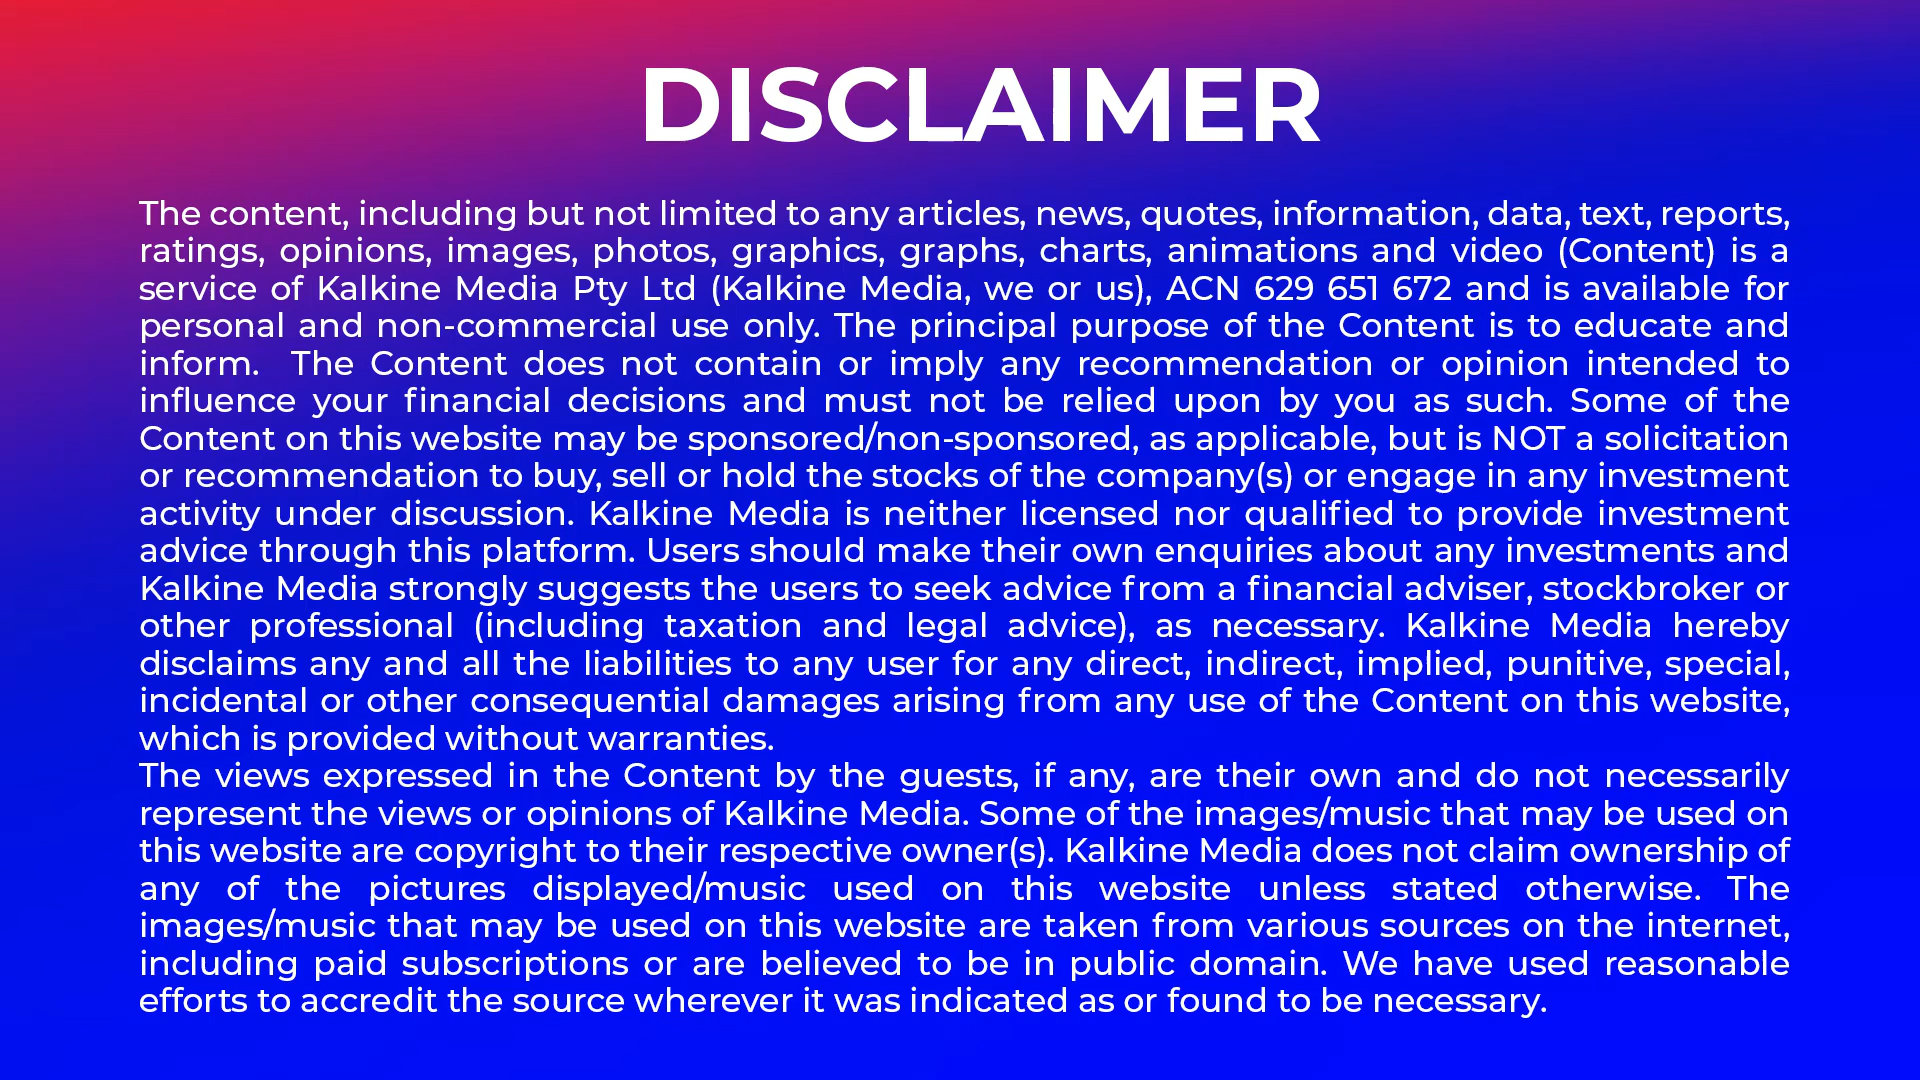 DISCLAIMER
The content, including but not limited to any articles, news, quotes, information, data, text, reports,
ratings, opinions, images, photos, graphics, graphs, charts, animations and video (Content) is a
service of Kalkine Media Pty Ltd (Kalkine Media, we or us), ACN 629 651 672 and is available for
personal and non-commercial use only. The principal purpose of the Content is to educate and
inform.  The Content does not contain or imply any recommendation or opinion intended to
influence your financial decisions and must not be relied upon by you as such. Some of the
Content on this website may be sponsored/non-sponsored, as applicable, but is NOT a solicitation
or recommendation to buy, sell or hold the stocks of the company(s) or engage in any investment
activity under discussion. Kalkine Media is neither licensed nor qualified to provide investment
advice through this platform. Users should make their own enquiries about any investments and
Kalkine Media strongly suggests the users to seek advice from a financial adviser, stockbroker or
other professional (including taxation and legal advice), as necessary. Kalkine Media hereby
disclaims any and all the liabilities to any user for any direct, indirect, implied, punitive, special,
incidental or other consequential damages arising from any use of the Content on this website,
which is provided without warranties.
The views expressed in the Content by the guests, if any, are their own and do not necessarily
represent the views or opinions of Kalkine Media. Some of the images/music that may be used on
this website are copyright to their respective owner(s). Kalkine Media does not claim ownership of
any of the pictures displayed/music used on this website unless stated otherwise. The
images/music that may be used on this website are taken from various sources on the internet,
including paid subscriptions or are believed to be in public domain. We have used reasonable
efforts to accredit the source wherever it was indicated as or found to be necessary.